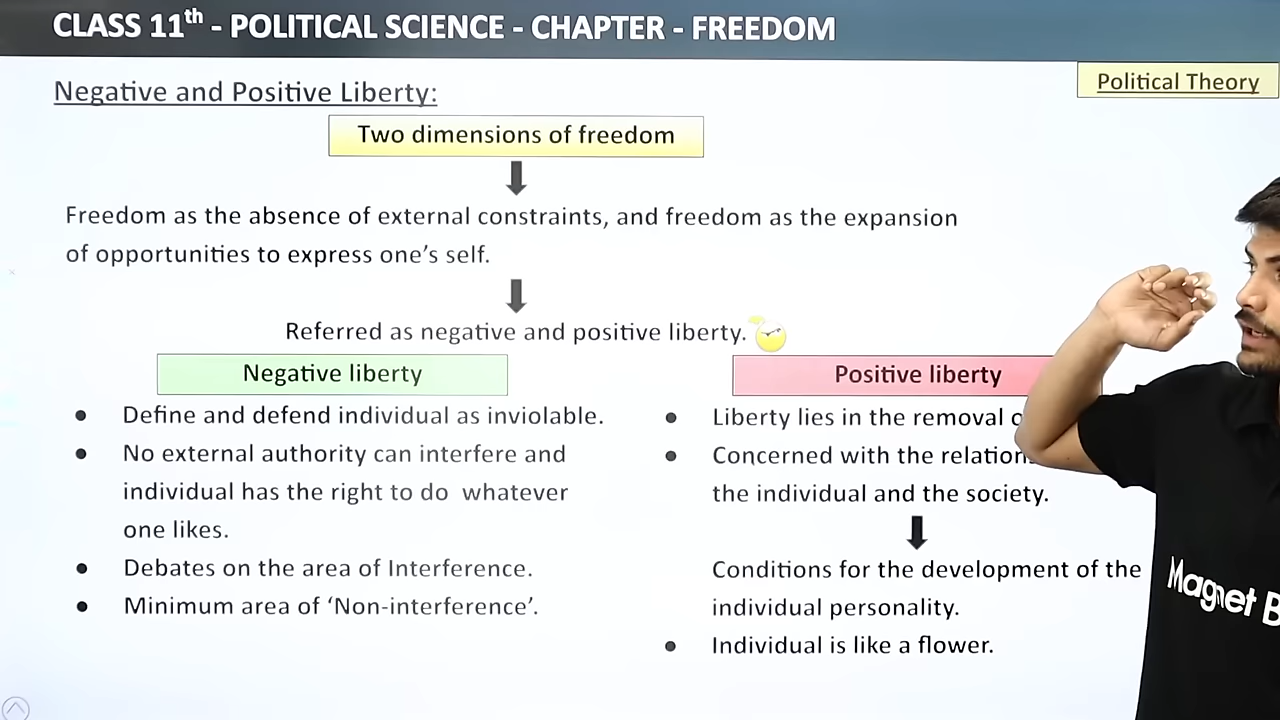 CLASS 11th - POLITICAL SCIENCE - CHAPTER - FREEDOM
Political Theory
Negative and Positive Liberty:
Two dimensions of freedom
Freedom as the absence of external constraints, and freedom as the expansion
of opportunities to express one’s self.
Referred as negative and positive liberty.
Negative liberty
● Define and defend individual as inviolable.
● No external authority can interfere and
individual has the right to do whatever
one likes.
● Debates on the area of Interference.
● Minimum area of ‘Non-interference’.
Positive liberty
● Liberty lies in the removal
● Concerned with the
the individual and the society.
Conditions for the development of the
individual personality.
● Individual is like a flower.
Magnet